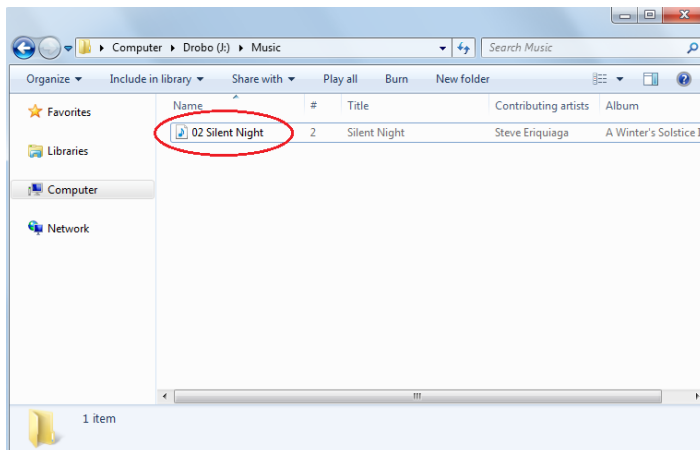 Computer Drobo (J:) Music Search Music
Organize Include in library Share with Play all Burn New folder
Favorites
Libraries
Computer
Network
Name # Title Contributing artists Album
02 Silent Night 2 Silent Night Steve Eriquiaga A Winter's Solstice
1 item